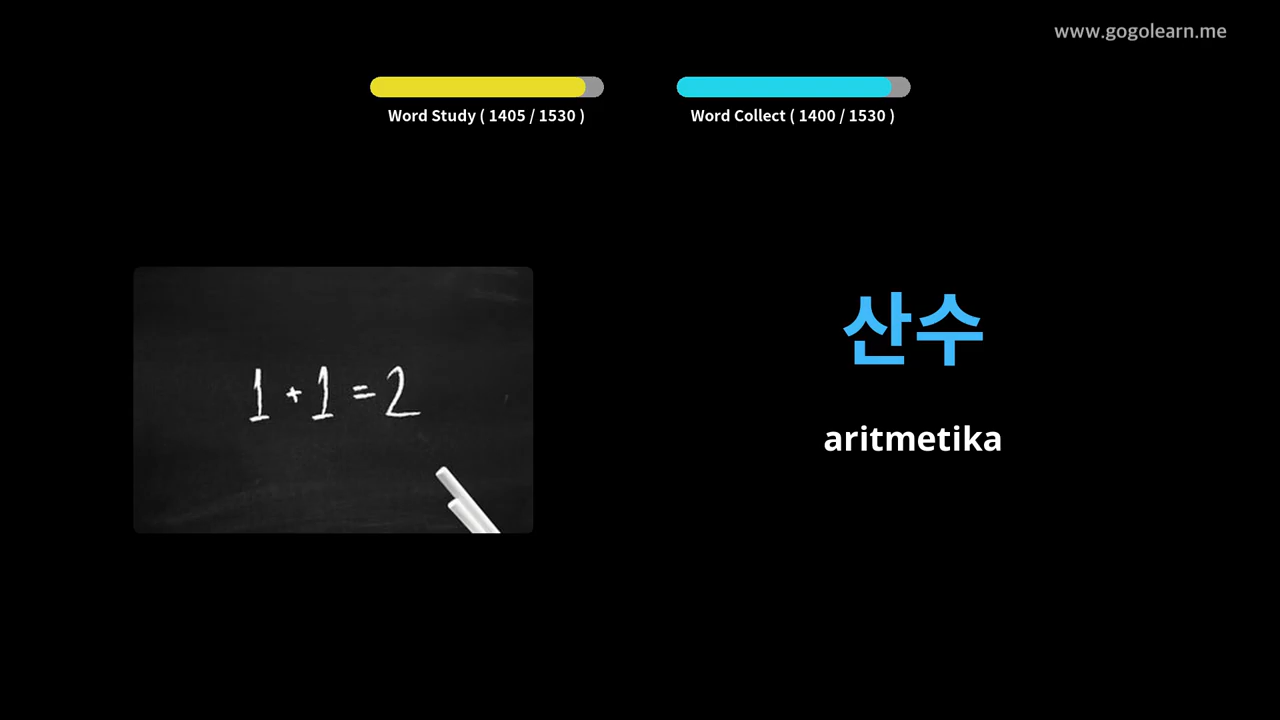 www.gogolearn.me
Word Study ( 1405 / 1530 )
Word Collect ( 1400 / 1530 )
1 + 1 = 2
산수
aritmetika